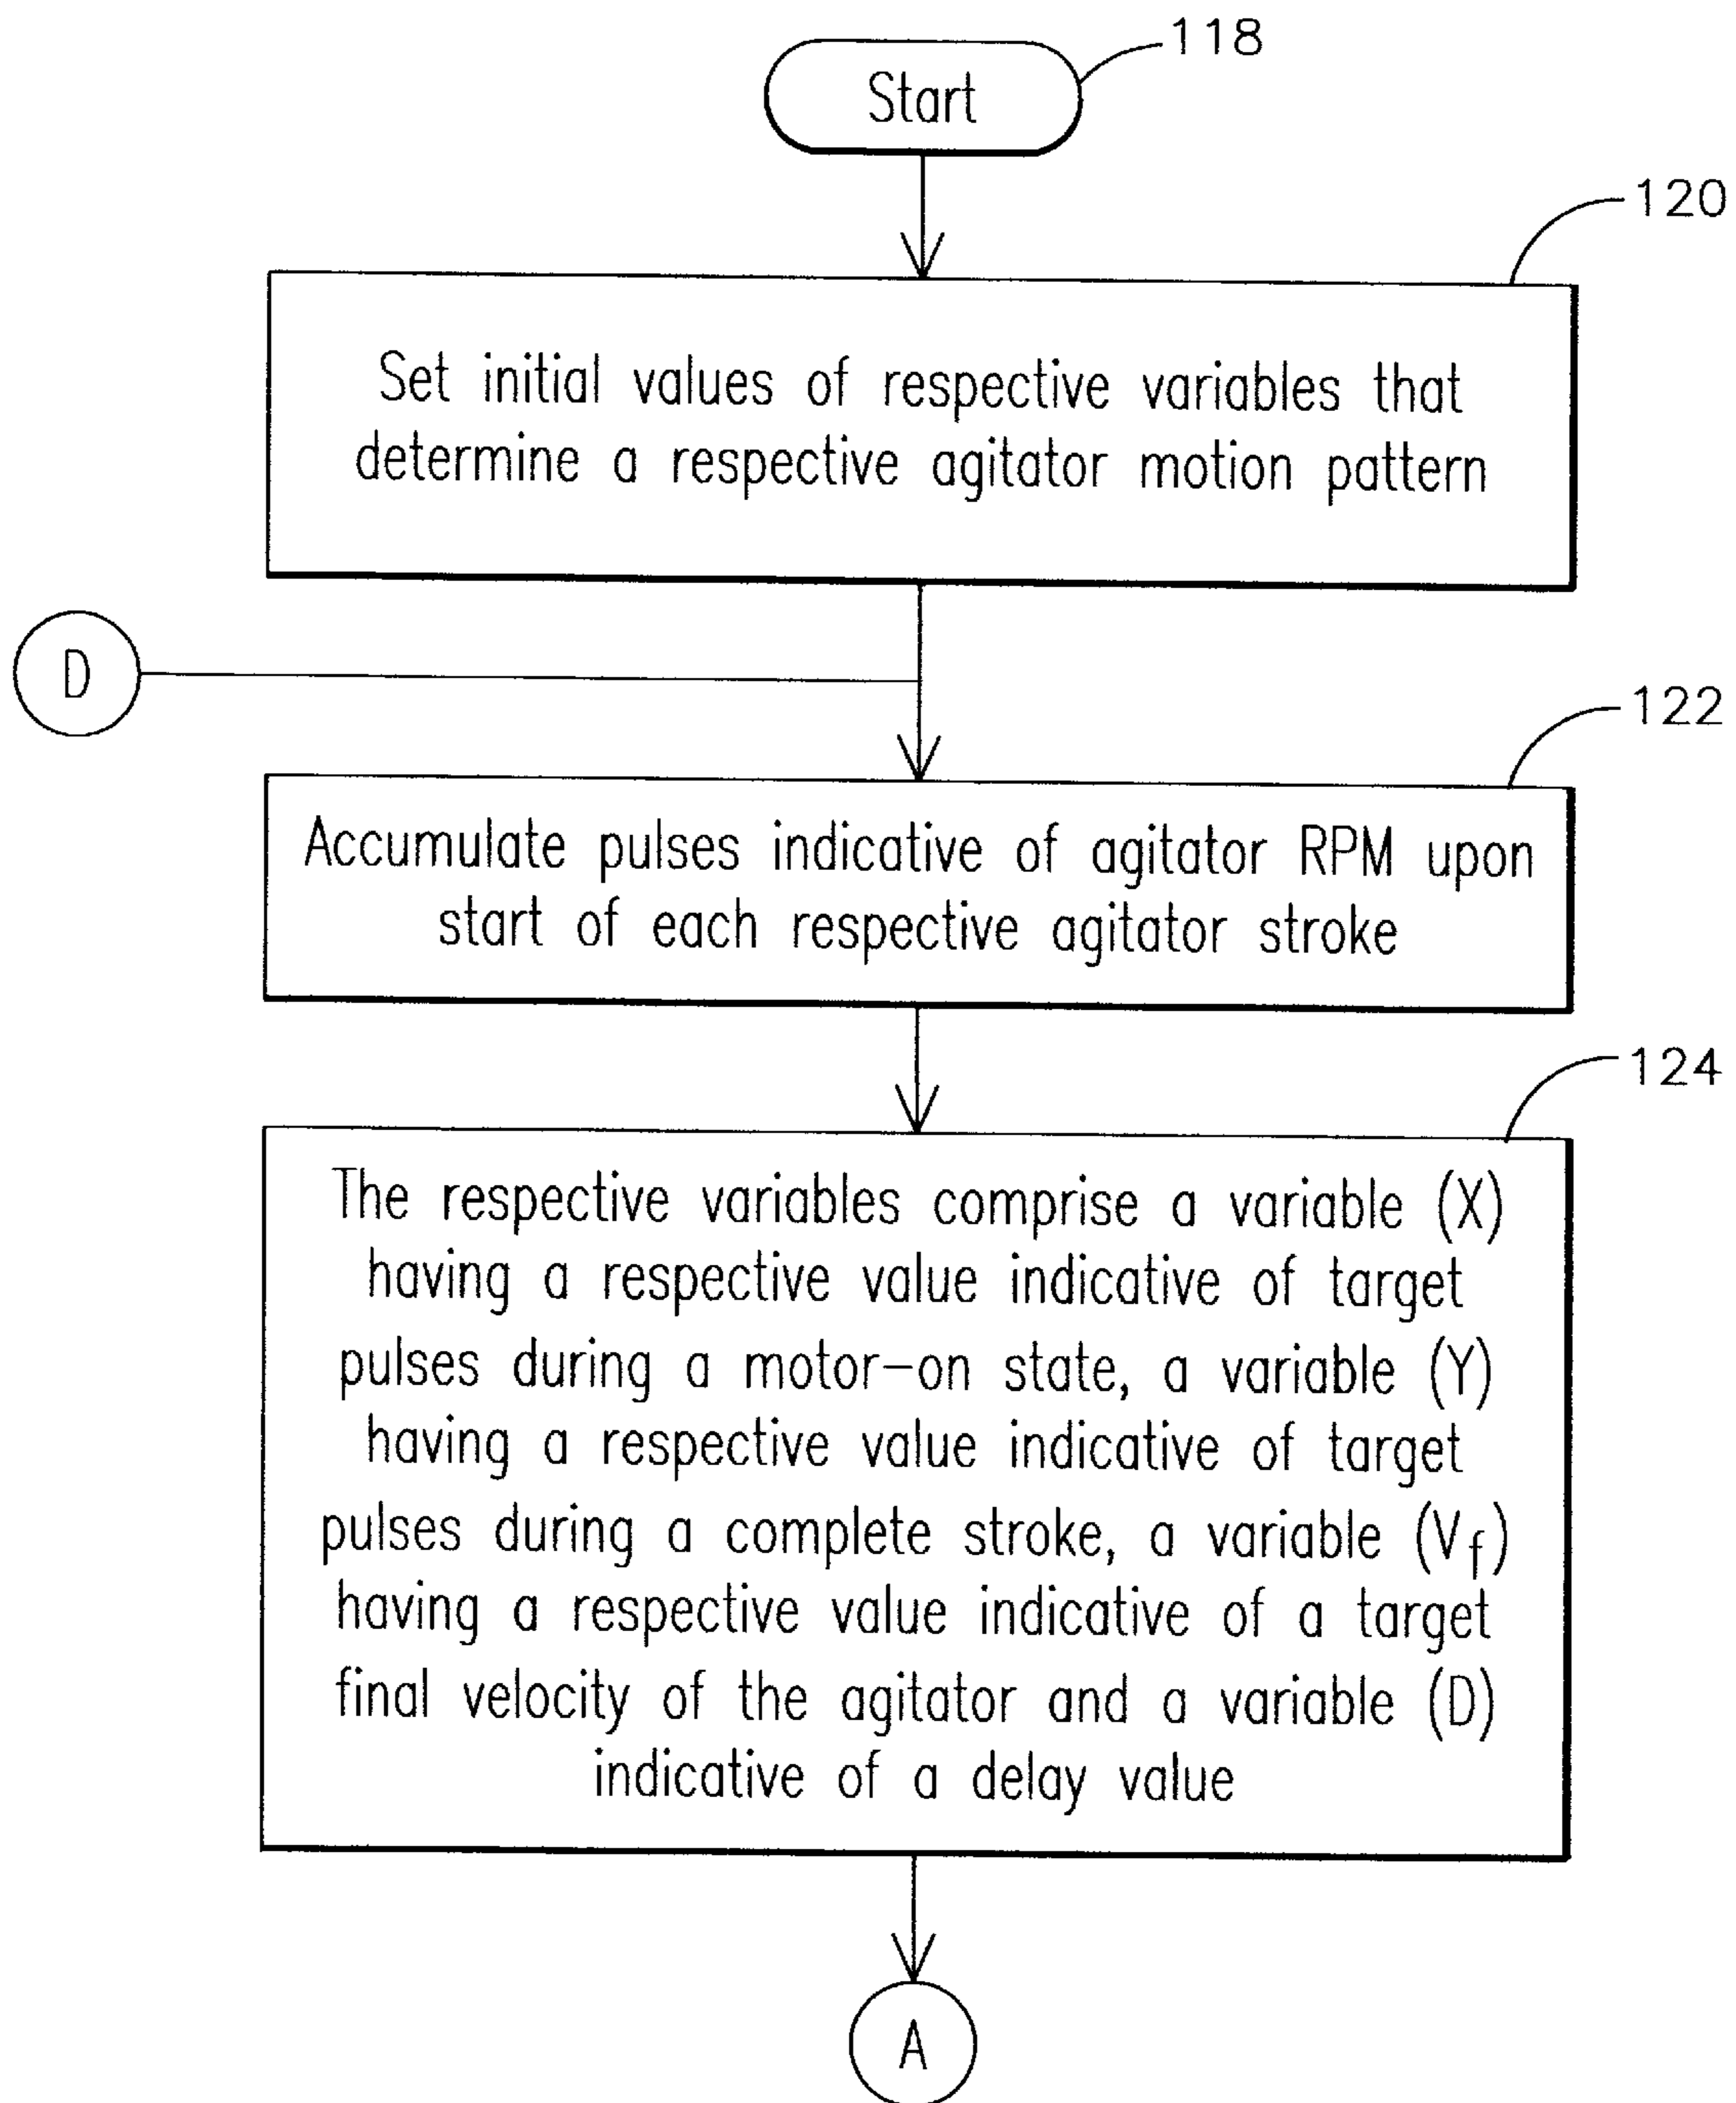 118
Start
120
Set initial values of respective variables that
determine a respective agitator motion pattern
D
122
Accumulate pulses indicative of agitator RPM upon
start of each respective agitator stroke
124
The respective variables comprise a variable (X)
having a respective value indicative of target
pulses during a motor-on state, a variable (Y)
having a respective value indicative of target
pulses during a complete stroke, a variable (Vf)
having a respective value indicative of a target
final velocity of the agitator and a variable (D)
indicative of a delay value
A